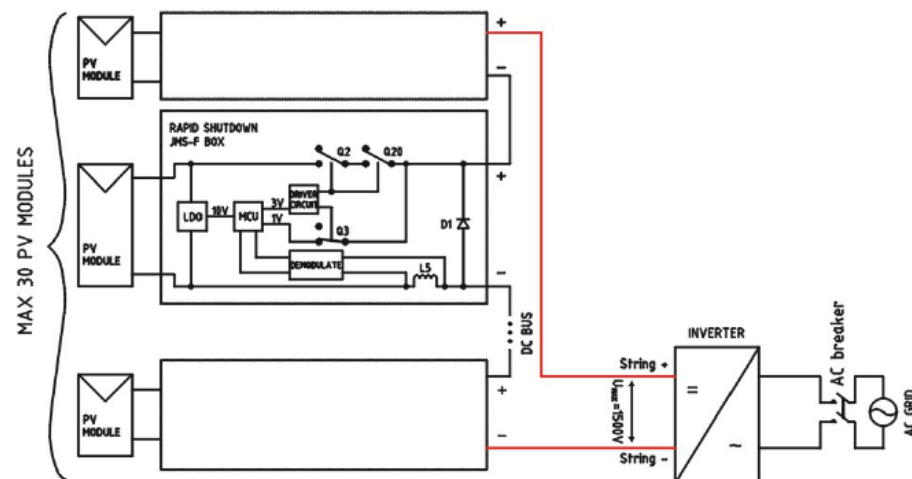 MAX 30 PV MODULES
PV
MODULE
+
−
RAPID SHUTDOWN
JMS-F BOX
Q2
Q20
+
PV
MODULE
LDO
10V
MCU
3V
1V
DRIVER
CIRCUIT
Q3
D1
DEMODULATE
L5
−
DC BUS
PV
MODULE
+
−
String +
Umax=1500V
String -
INVERTER
=
~
AC breaker
AC GRID